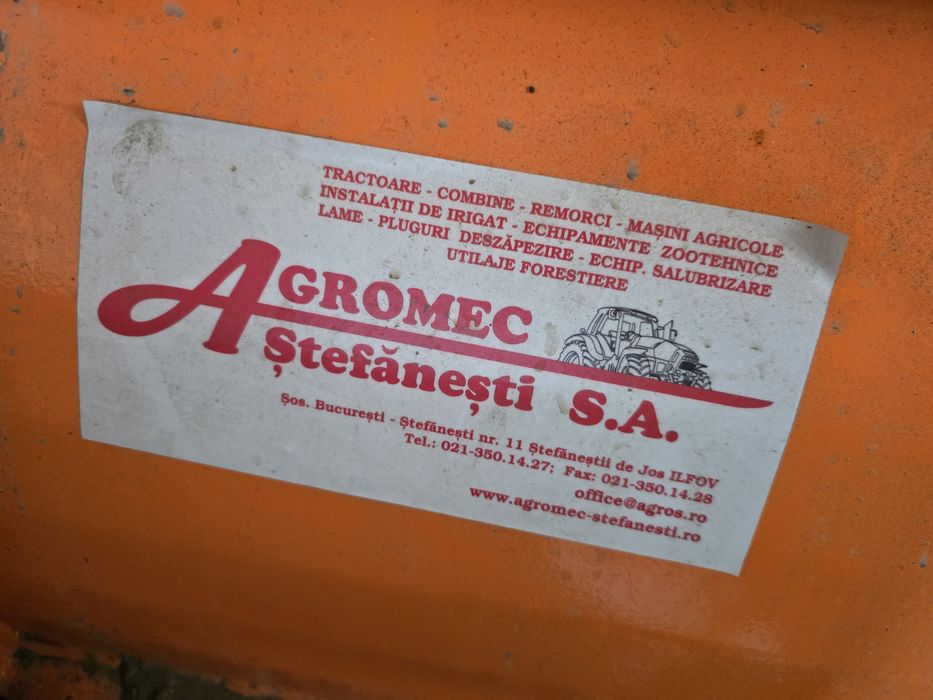 TRACTOARE - COMBINE - REMORCI - MAȘINI AGRICOLE
INSTALAȚII DE IRIGAT - ECHIPAMENTE ZOOTEHNICE
LAME - PLUGURI DESZĂPEZIRE - ECHIP. SALUBRIZARE
UTILAJE FORESTIERE
AGROMEC
Ștefănești S.A.
Șos. București - Ștefănești nr. 11 Ștefăneștii de Jos ILFOV
Tel.: 021-350.14.27; Fax: 021-350.14.28
office@agros.ro
www.agromec-stefanesti.ro